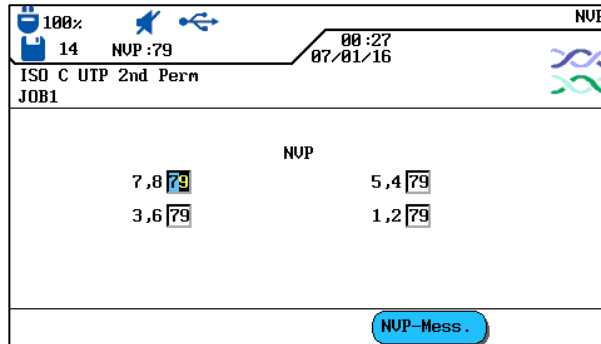 100% NVP
14 NVP:79 00:27
07/01/16
ISO C UTP 2nd Perm
JOB1
NVP
7,8 79 5,4 79
3,6 79 1,2 79
NVP-Mess.